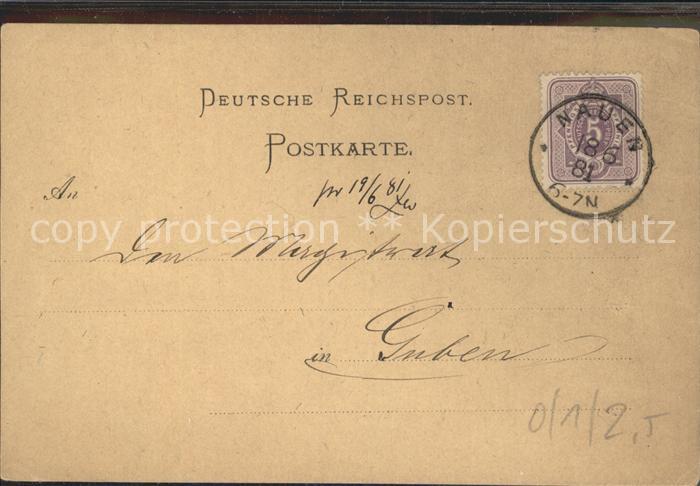 DEUTSCHE REICHSPOST.
POSTKARTE.
NAUEN
18 6
81
6-7N
5
An
pr 19/6 81
copy protection ** Kopierschutz
Den Magistrat
in Guben
0/1/2,5